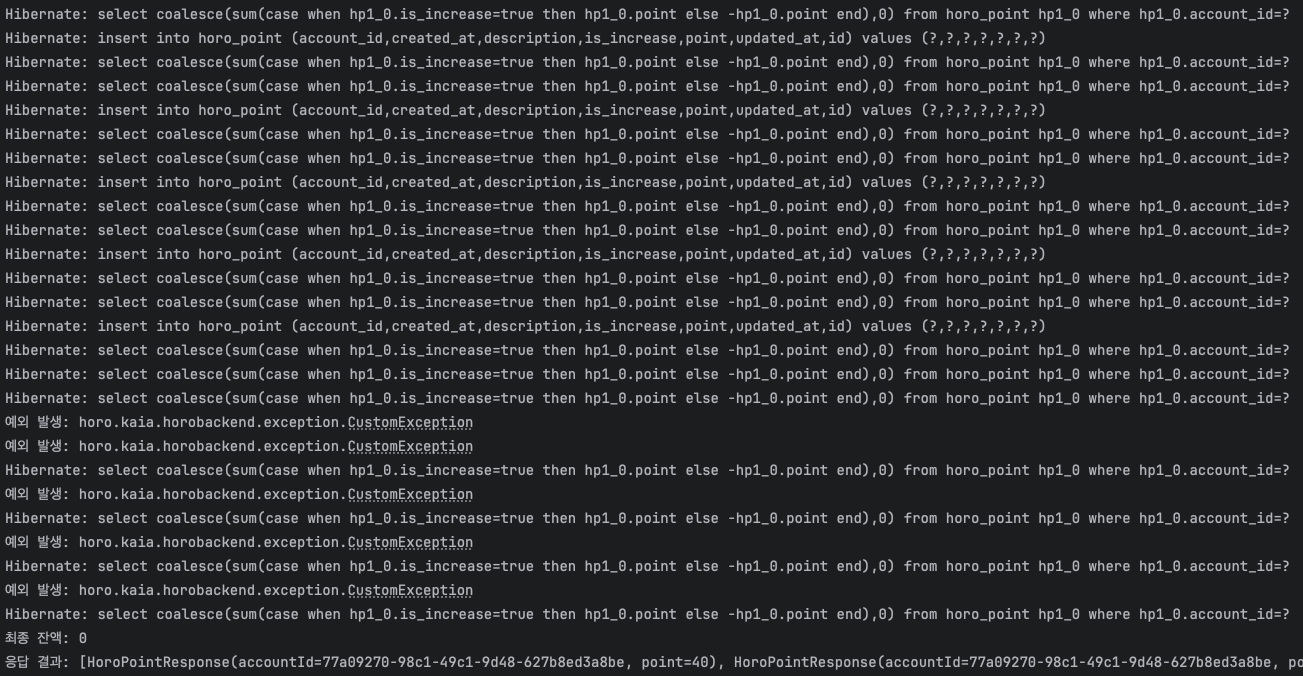 Hibernate: select coalesce(sum(case when hp1_0.is_increase=true then hp1_0.point else -hp1_0.point end),0) from horo_point hp1_0 where hp1_0.account_id=?
Hibernate: insert into horo_point (account_id,created_at,description,is_increase,point,updated_at,id) values (?,?,?,?,?,?,?)
Hibernate: select coalesce(sum(case when hp1_0.is_increase=true then hp1_0.point else -hp1_0.point end),0) from horo_point hp1_0 where hp1_0.account_id=?
Hibernate: select coalesce(sum(case when hp1_0.is_increase=true then hp1_0.point else -hp1_0.point end),0) from horo_point hp1_0 where hp1_0.account_id=?
Hibernate: insert into horo_point (account_id,created_at,description,is_increase,point,updated_at,id) values (?,?,?,?,?,?,?)
Hibernate: select coalesce(sum(case when hp1_0.is_increase=true then hp1_0.point else -hp1_0.point end),0) from horo_point hp1_0 where hp1_0.account_id=?
Hibernate: select coalesce(sum(case when hp1_0.is_increase=true then hp1_0.point else -hp1_0.point end),0) from horo_point hp1_0 where hp1_0.account_id=?
Hibernate: insert into horo_point (account_id,created_at,description,is_increase,point,updated_at,id) values (?,?,?,?,?,?,?)
Hibernate: select coalesce(sum(case when hp1_0.is_increase=true then hp1_0.point else -hp1_0.point end),0) from horo_point hp1_0 where hp1_0.account_id=?
Hibernate: select coalesce(sum(case when hp1_0.is_increase=true then hp1_0.point else -hp1_0.point end),0) from horo_point hp1_0 where hp1_0.account_id=?
Hibernate: insert into horo_point (account_id,created_at,description,is_increase,point,updated_at,id) values (?,?,?,?,?,?,?)
Hibernate: select coalesce(sum(case when hp1_0.is_increase=true then hp1_0.point else -hp1_0.point end),0) from horo_point hp1_0 where hp1_0.account_id=?
Hibernate: select coalesce(sum(case when hp1_0.is_increase=true then hp1_0.point else -hp1_0.point end),0) from horo_point hp1_0 where hp1_0.account_id=?
Hibernate: insert into horo_point (account_id,created_at,description,is_increase,point,updated_at,id) values (?,?,?,?,?,?,?)
Hibernate: select coalesce(sum(case when hp1_0.is_increase=true then hp1_0.point else -hp1_0.point end),0) from horo_point hp1_0 where hp1_0.account_id=?
Hibernate: select coalesce(sum(case when hp1_0.is_increase=true then hp1_0.point else -hp1_0.point end),0) from horo_point hp1_0 where hp1_0.account_id=?
Hibernate: select coalesce(sum(case when hp1_0.is_increase=true then hp1_0.point else -hp1_0.point end),0) from horo_point hp1_0 where hp1_0.account_id=?
예외 발생: horo.kaia.horobackend.exception.CustomException
예외 발생: horo.kaia.horobackend.exception.CustomException
Hibernate: select coalesce(sum(case when hp1_0.is_increase=true then hp1_0.point else -hp1_0.point end),0) from horo_point hp1_0 where hp1_0.account_id=?
예외 발생: horo.kaia.horobackend.exception.CustomException
Hibernate: select coalesce(sum(case when hp1_0.is_increase=true then hp1_0.point else -hp1_0.point end),0) from horo_point hp1_0 where hp1_0.account_id=?
예외 발생: horo.kaia.horobackend.exception.CustomException
Hibernate: select coalesce(sum(case when hp1_0.is_increase=true then hp1_0.point else -hp1_0.point end),0) from horo_point hp1_0 where hp1_0.account_id=?
예외 발생: horo.kaia.horobackend.exception.CustomException
Hibernate: select coalesce(sum(case when hp1_0.is_increase=true then hp1_0.point else -hp1_0.point end),0) from horo_point hp1_0 where hp1_0.account_id=?
최종 잔액: 0
응답 결과: [HoroPointResponse(accountId=77a09270-98c1-49c1-9d48-627b8ed3a8be, point=40), HoroPointResponse(accountId=77a09270-98c1-49c1-9d48-627b8ed3a8be, po